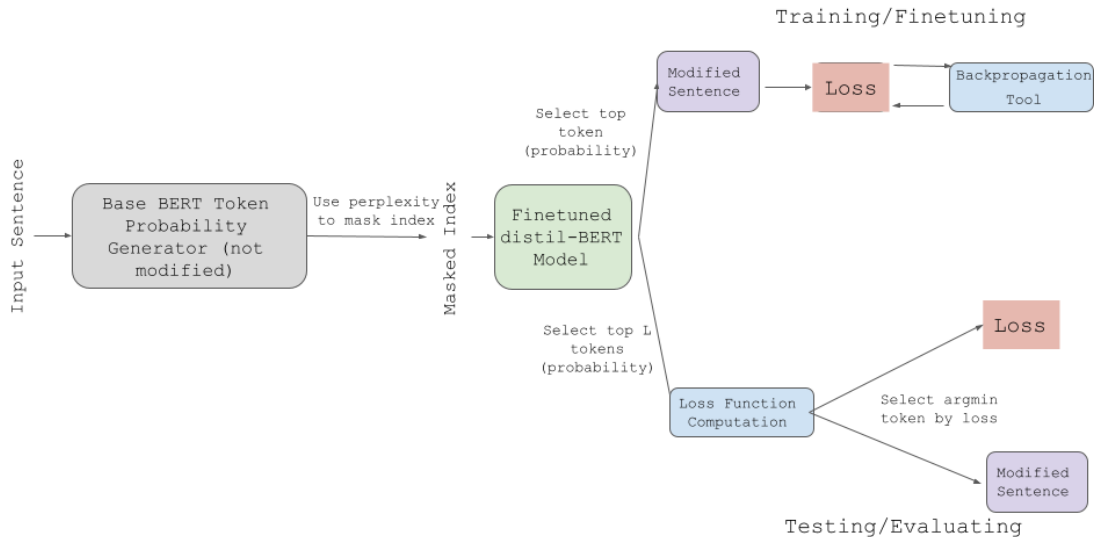 Training/Finetuning
Modified
Sentence
Loss
Backpropagation
Tool
Select top
token
(probability)
Input Sentence
Base BERT Token
Probability
Generator (not
modified)
Use perplexity
to mask index
Masked Index
Finetuned
distil-BERT
Model
Select top L
tokens
(probability)
Loss
Loss Function
Computation
Select argmin
token by loss
Modified
Sentence
Testing/Evaluating